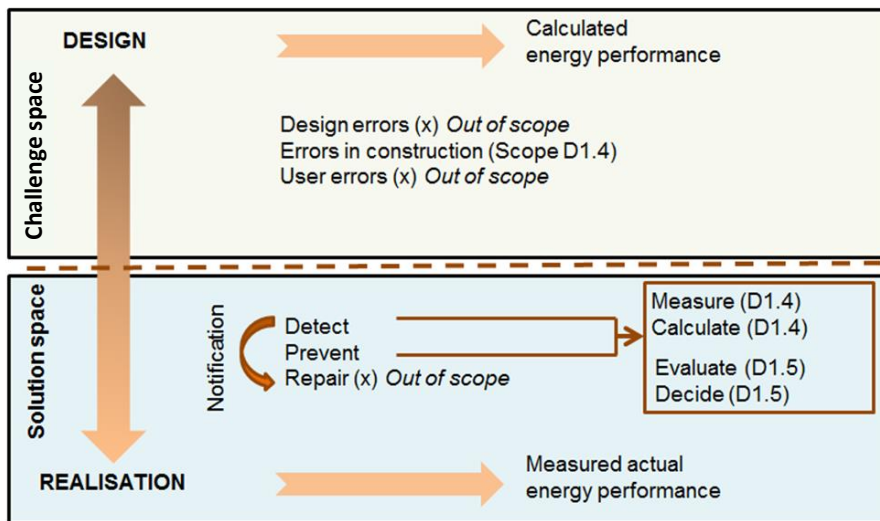 DESIGN
Calculated
energy performance
Challenge space
Design errors (x) Out of scope
Errors in construction (Scope D1.4)
User errors (x) Out of scope
Solution space
Notification
Detect
Prevent
Repair (x) Out of scope
Measure (D1.4)
Calculate (D1.4)
Evaluate (D1.5)
Decide (D1.5)
REALISATION
Measured actual
energy performance